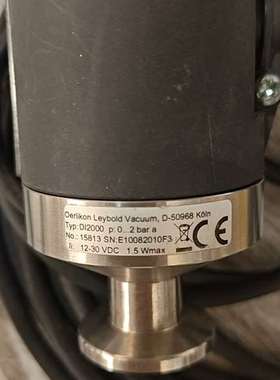 Oerlikon Leybold Vacuum, D-50968 Köln
Typ:DI2000 p: 0...2 bar a
No.: 15813 SN:E10082010F3
12-30 VDC 1.5 Wmax
CE